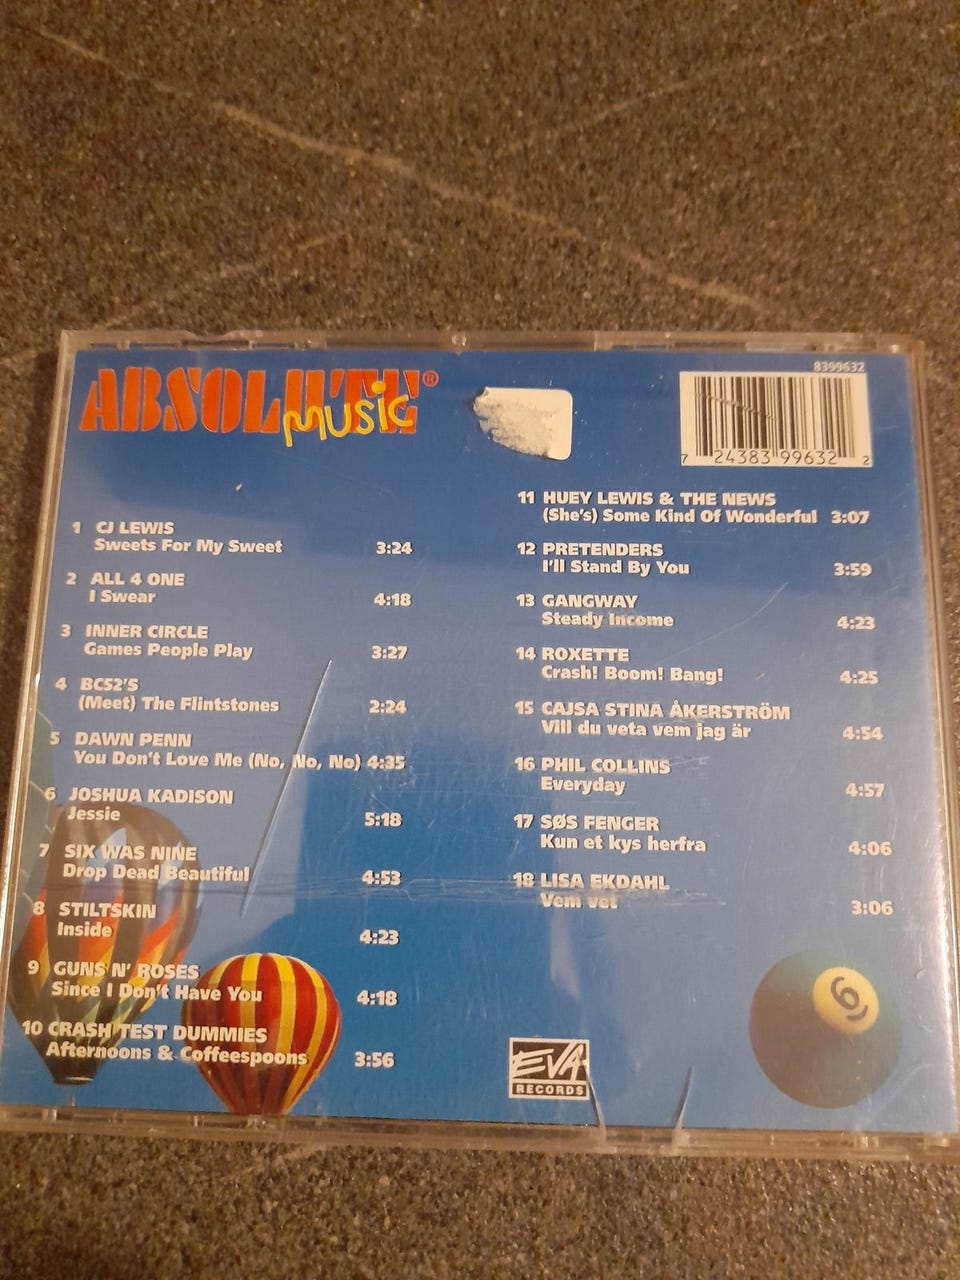 ABSOLUTE®
music
8399632
7 24383 99632 2
1 CJ LEWIS
Sweets For My Sweet 3:24
2 ALL 4 ONE
I Swear 4:18
3 INNER CIRCLE
Games People Play 3:27
4 BC52'S
(Meet) The Flintstones 2:24
5 DAWN PENN
You Don't Love Me (No, No, No) 4:35
6 JOSHUA KADISON
Jessie 5:18
7 SIX WAS NINE
Drop Dead Beautiful 4:53
8 STILTSKIN
Inside 4:23
9 GUNS N' ROSES
Since I Don't Have You 4:18
10 CRASH TEST DUMMIES
Afternoons & Coffeespoons 3:56
11 HUEY LEWIS & THE NEWS
(She's) Some Kind Of Wonderful 3:07
12 PRETENDERS
I'll Stand By You 3:59
13 GANGWAY
Steady Income 4:23
14 ROXETTE
Crash! Boom! Bang! 4:25
15 CAJSA STINA ÅKERSTRÖM
Vill du veta vem jag är 4:54
16 PHIL COLLINS
Everyday 4:57
17 SØS FENGER
Kun et kys herfra 4:06
18 LISA EKDAHL
Vem vet 3:06
6
EVA
RECORDS